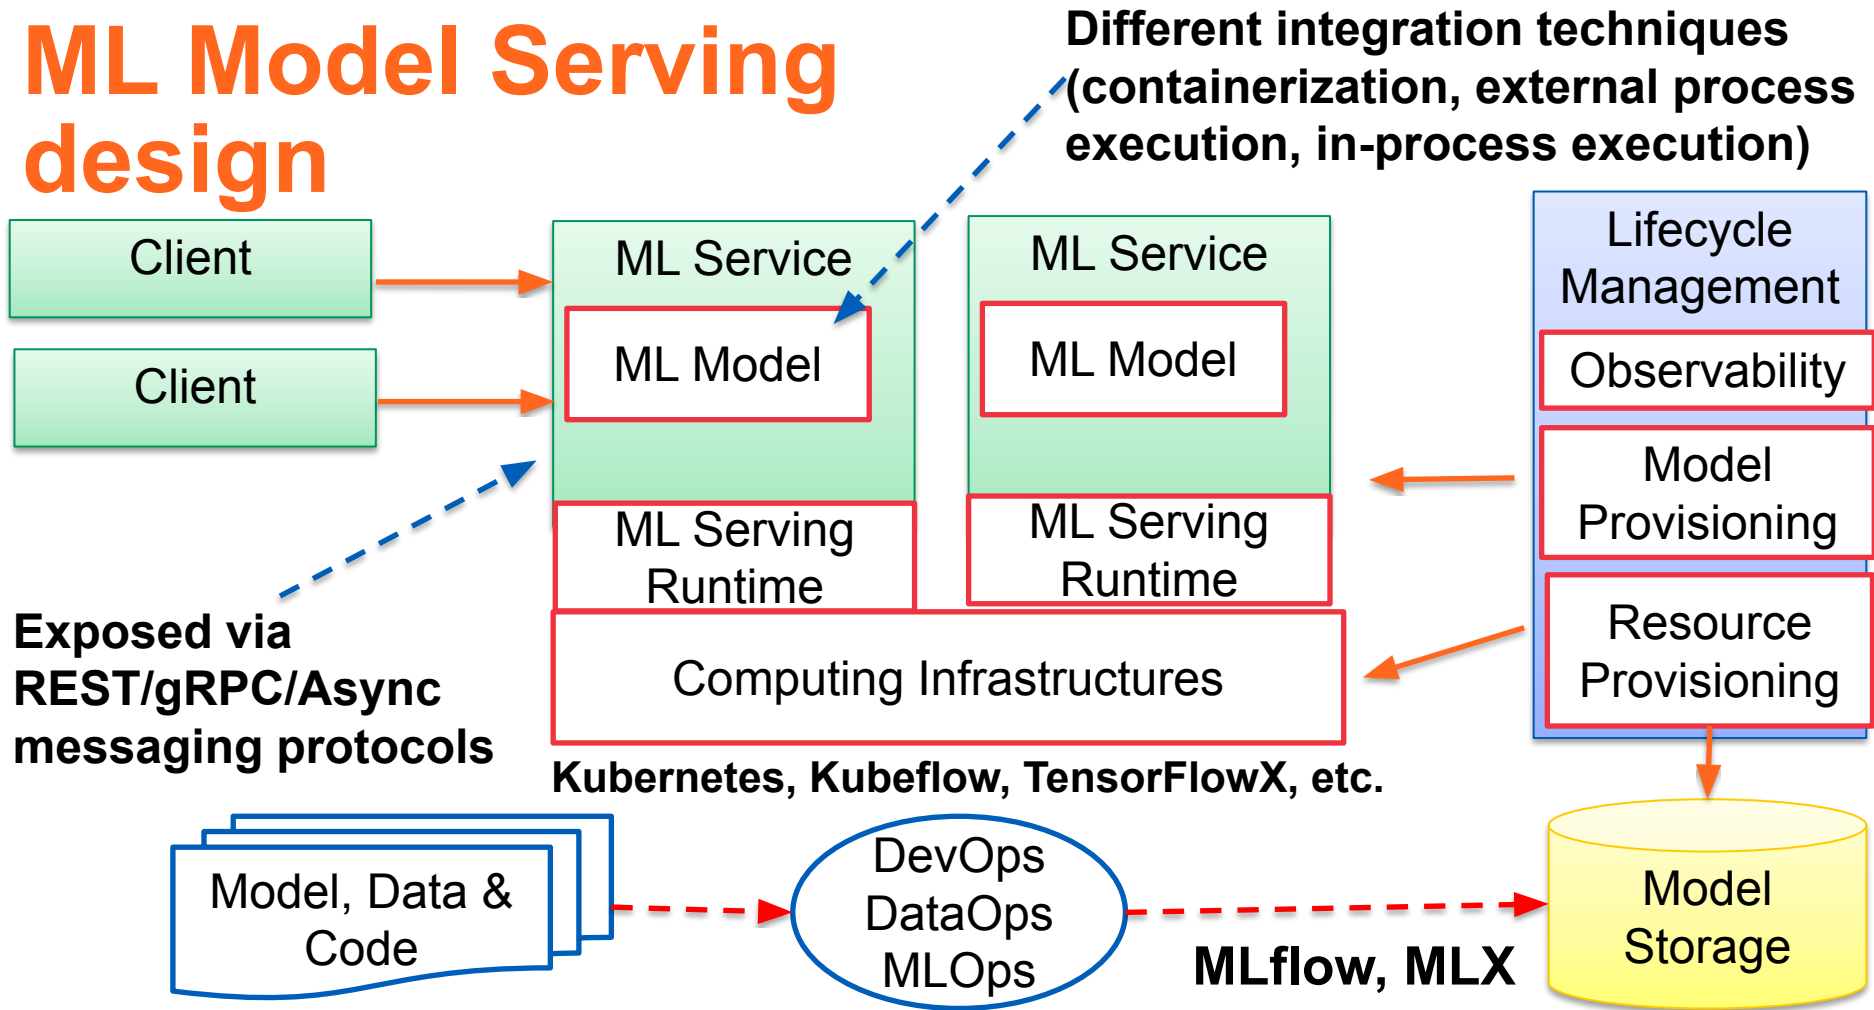 ML Model Serving
design
Different integration techniques
(containerization, external process
execution, in-process execution)
Client
Client
ML Service
ML Model
ML Serving
Runtime
ML Service
ML Model
ML Serving
Runtime
Lifecycle
Management
Observability
Model
Provisioning
Resource
Provisioning
Exposed via
REST/gRPC/Async
messaging protocols
Computing Infrastructures
Kubernetes, Kubeflow, TensorFlowX, etc.
Model, Data &
Code
DevOps
DataOps
MLOps
MLflow, MLX
Model
Storage